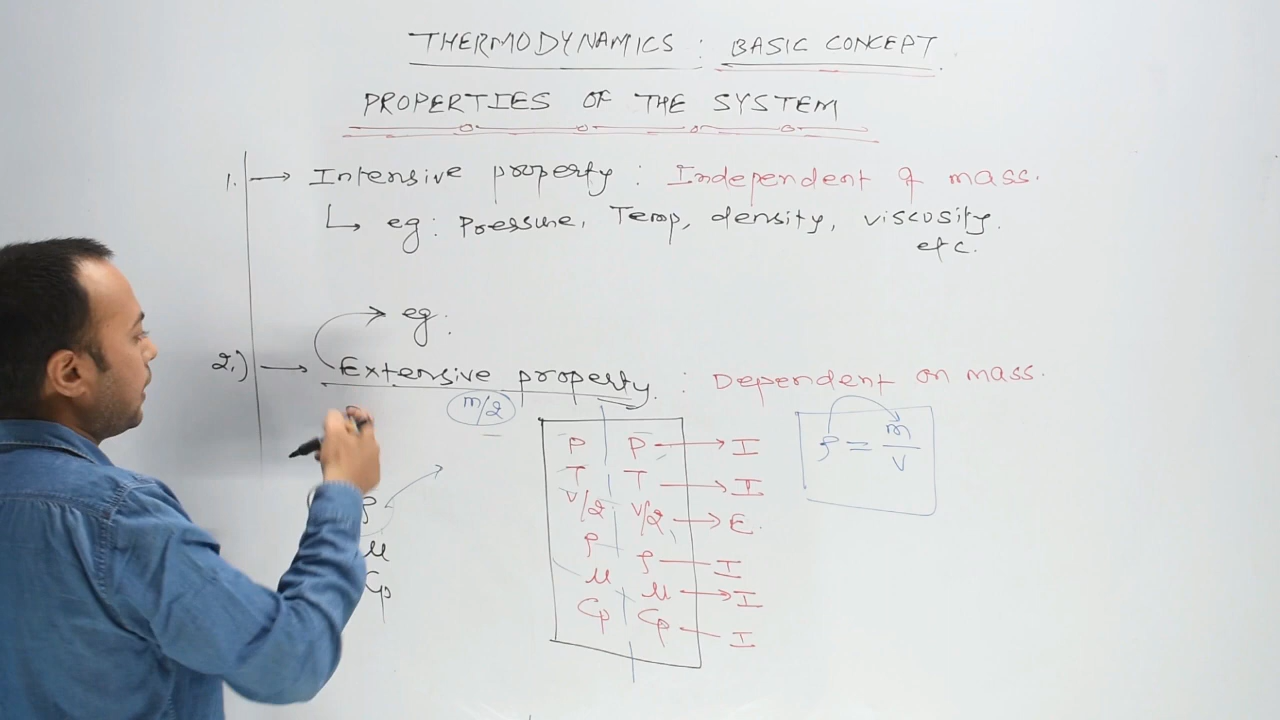 THERMODYNAMICS : BASIC CONCEPT.
PROPERTIES OF THE SYSTEM
1. → Intensive property : Independent of mass.
↳ eg : Pressure, Temp, density, viscosity.
etc.
→ eg :
2.) → Extensive property. : Dependent on mass.
m/2
ρ = m/v
P P → I
T T → I
V/2 V/2 → E.
ρ ρ — I
μ μ → I
Cp Cp — I
ρ
μ
Cp